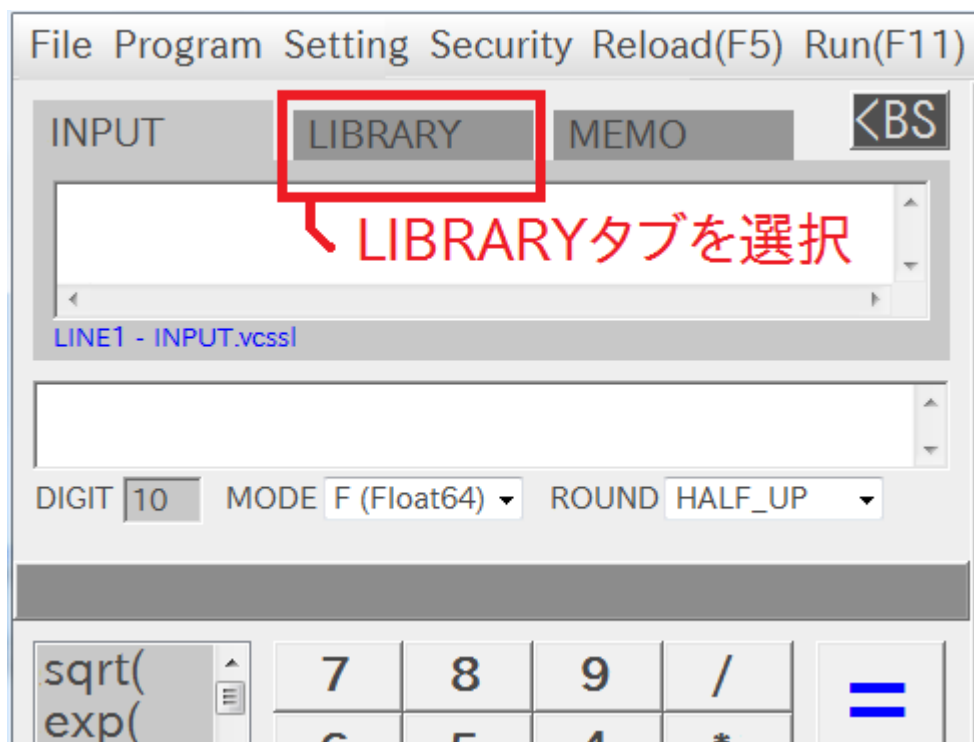 File Program Setting Security Reload(F5) Run(F11)
INPUT LIBRARY MEMO <BS
LIBRARYタブを選択
LINE1 - INPUT.vcssl
DIGIT 10 MODE F (Float64) ROUND HALF_UP
sqrt( 7 8 9 / =
exp(